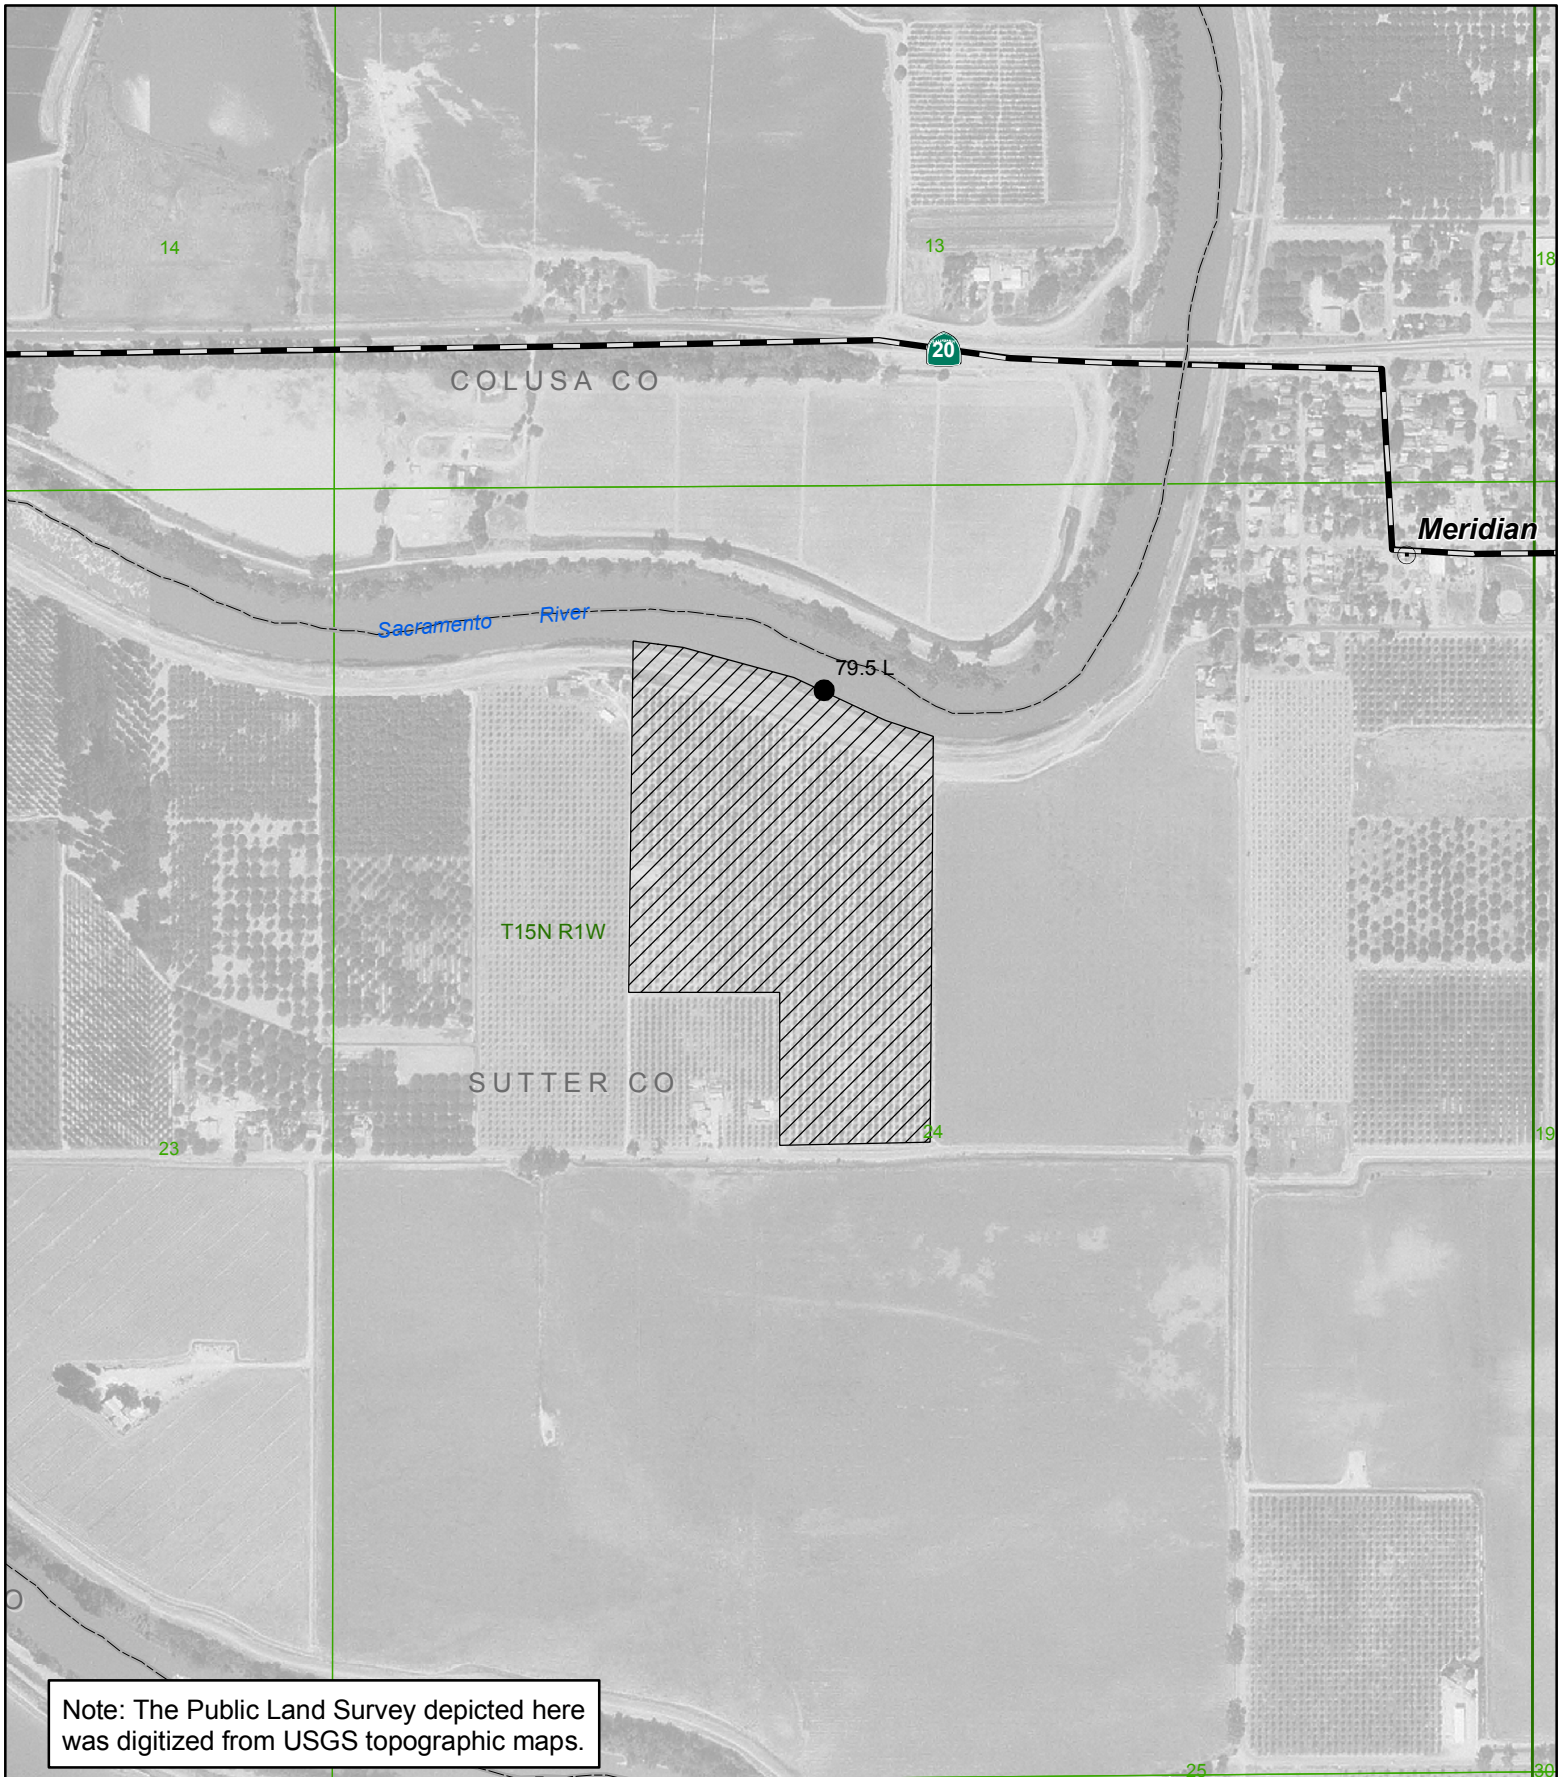 14
13
18
20
COLUSA CO
Meridian
Sacramento River
79.5 L
T15N R1W
SUTTER CO
23
24
19
O
Note: The Public Land Survey depicted here
was digitized from USGS topographic maps.
25
30